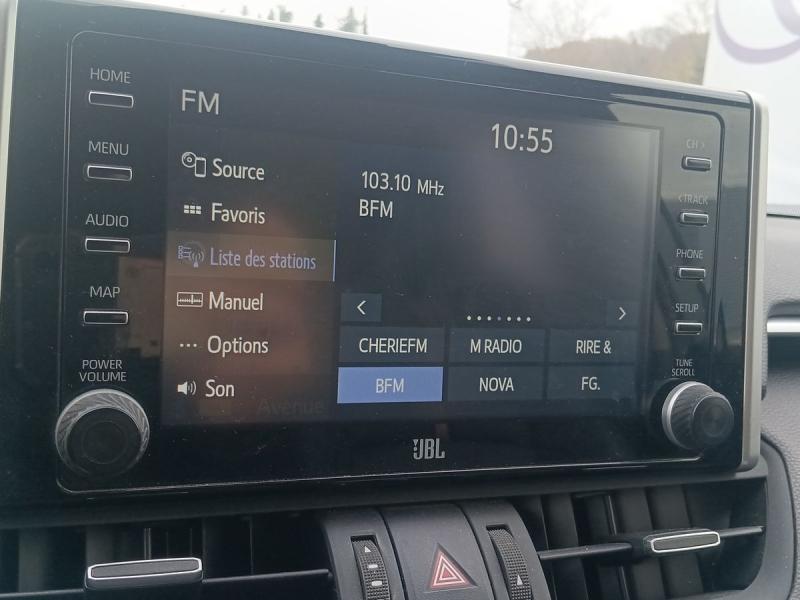 HOME
MENU
AUDIO
MAP
POWER
VOLUME
FM
10:55
Source
Favoris
Liste des stations
Manuel
Options
Son
103.10 MHz
BFM
<
>
CHERIEFM
M RADIO
RIRE &
BFM
NOVA
FG.
Avenue
CH >
< TRACK
PHONE
SETUP
TUNE
SCROLL
JBL